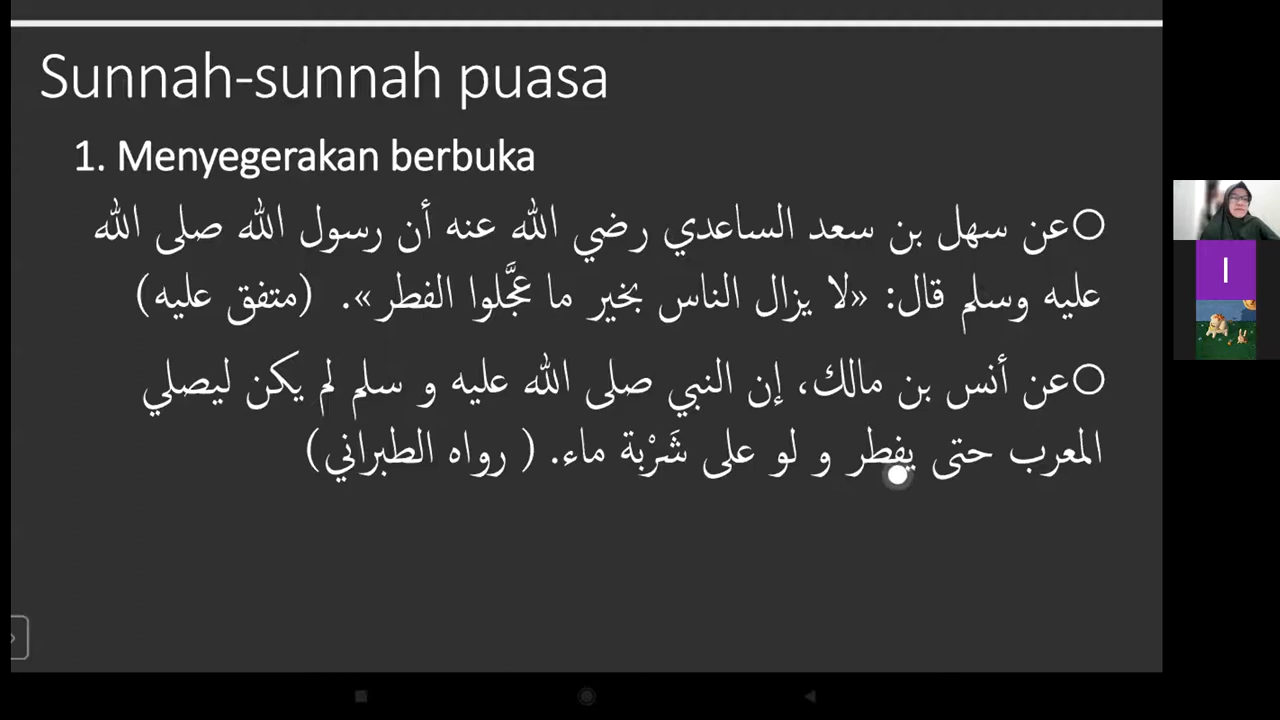 Sunnah-sunnah puasa
1. Menyegerakan berbuka
عن سهل بن سعد الساعدي رضي الله عنه أن رسول الله صلى الله
عليه وسلم قال: «لا يزال الناس بخير ما عجَّلوا الفطر». (متفق عليه)
عن أنس بن مالك، إن النبي صلى الله عليه و سلم لم يكن ليصلي
المعرب حتى يفطر و لو على شَرْبة ماء. ( رواه الطبراني)
I